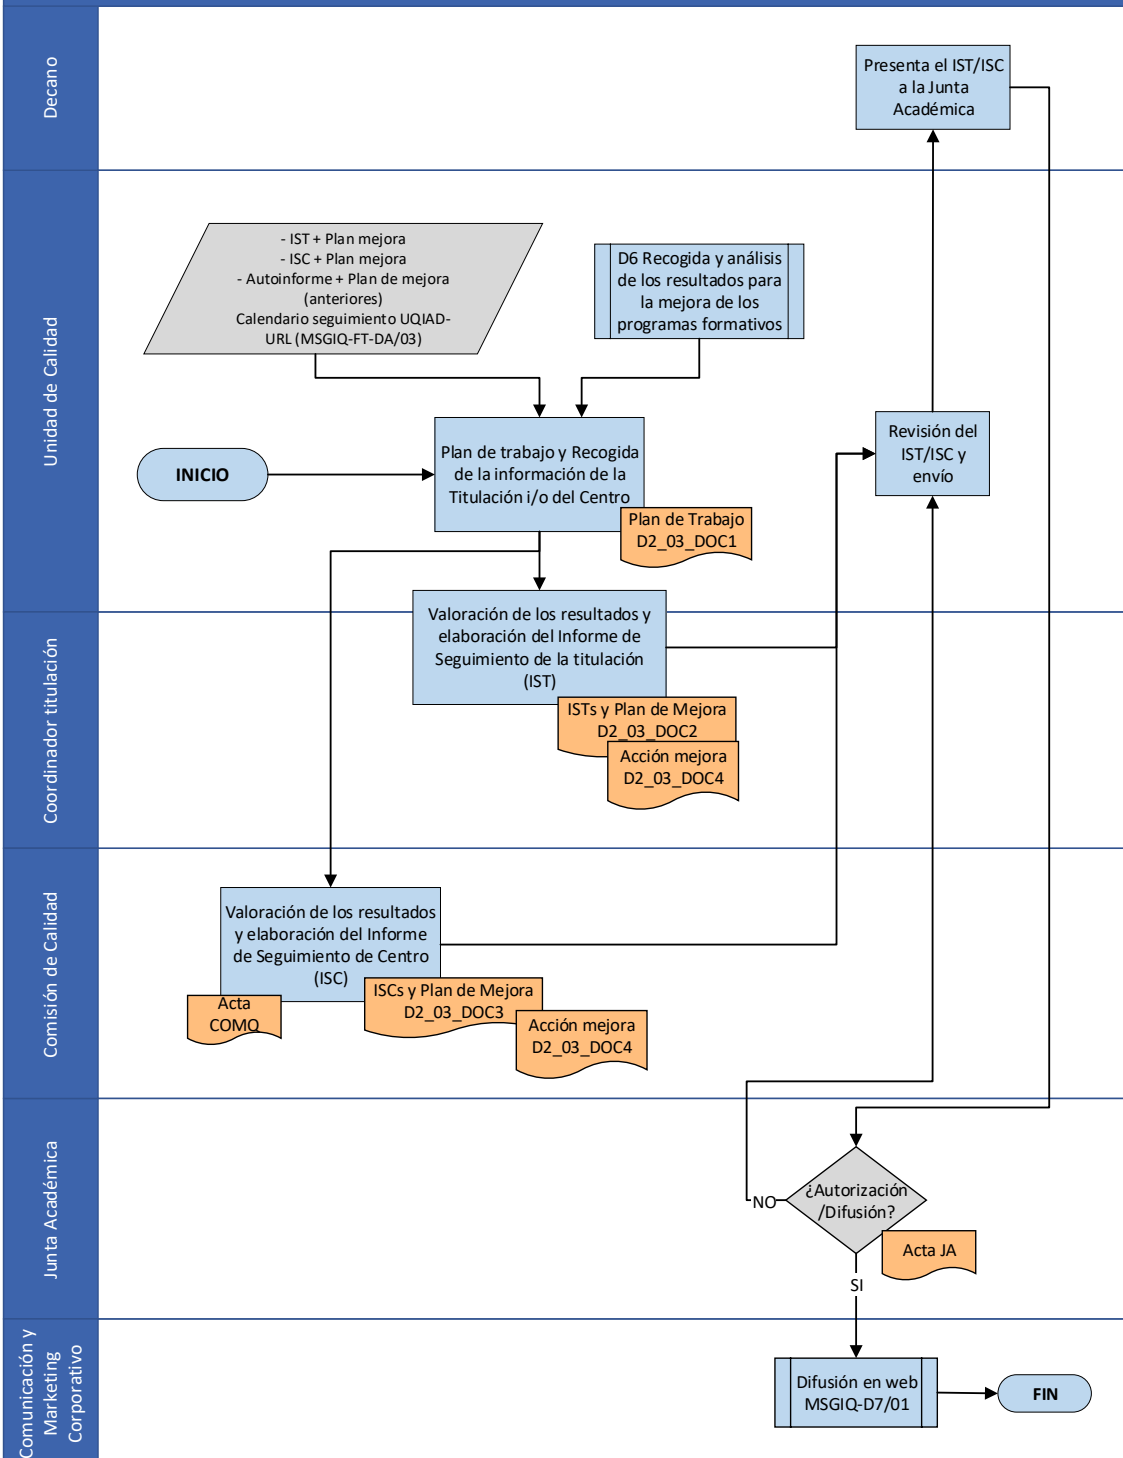 Decano
Presenta el IST/ISC
a la Junta
Académica
Unidad de Calidad
- IST + Plan mejora
- ISC + Plan mejora
- Autoinforme + Plan de mejora
(anteriores)
Calendario seguimiento UQIAD-
URL (MSGIQ-FT-DA/03)
D6 Recogida y análisis
de los resultados para
la mejora de los
programas formativos
INICIO
Plan de trabajo y Recogida
de la información de la
Titulación i/o del Centro
Plan de Trabajo
D2_03_DOC1
Revisión del
IST/ISC y
envío
Coordinador titulación
Valoración de los resultados y
elaboración del Informe de
Seguimiento de la titulación
(IST)
ISTs y Plan de Mejora
D2_03_DOC2
Acción mejora
D2_03_DOC4
Comisión de Calidad
Valoración de los resultados
y elaboración del Informe
de Seguimiento de Centro
(ISC)
Acta
COMQ
ISCs y Plan de Mejora
D2_03_DOC3
Acción mejora
D2_03_DOC4
Junta Académica
¿Autorización
/Difusión?
NO
Acta JA
SI
Comunicación y
Marketing
Corporativo
Difusión en web
MSGIQ-D7/01
FIN